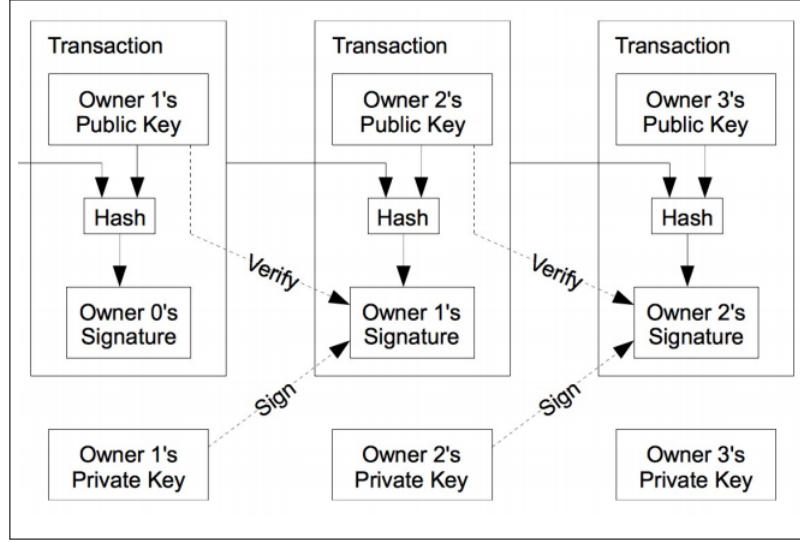 Transaction
Owner 1's
Public Key
Hash
Owner 0's
Signature
Transaction
Owner 2's
Public Key
Hash
Verify
Owner 1's
Signature
Transaction
Owner 3's
Public Key
Hash
Verify
Owner 2's
Signature
Sign
Sign
Owner 1's
Private Key
Owner 2's
Private Key
Owner 3's
Private Key